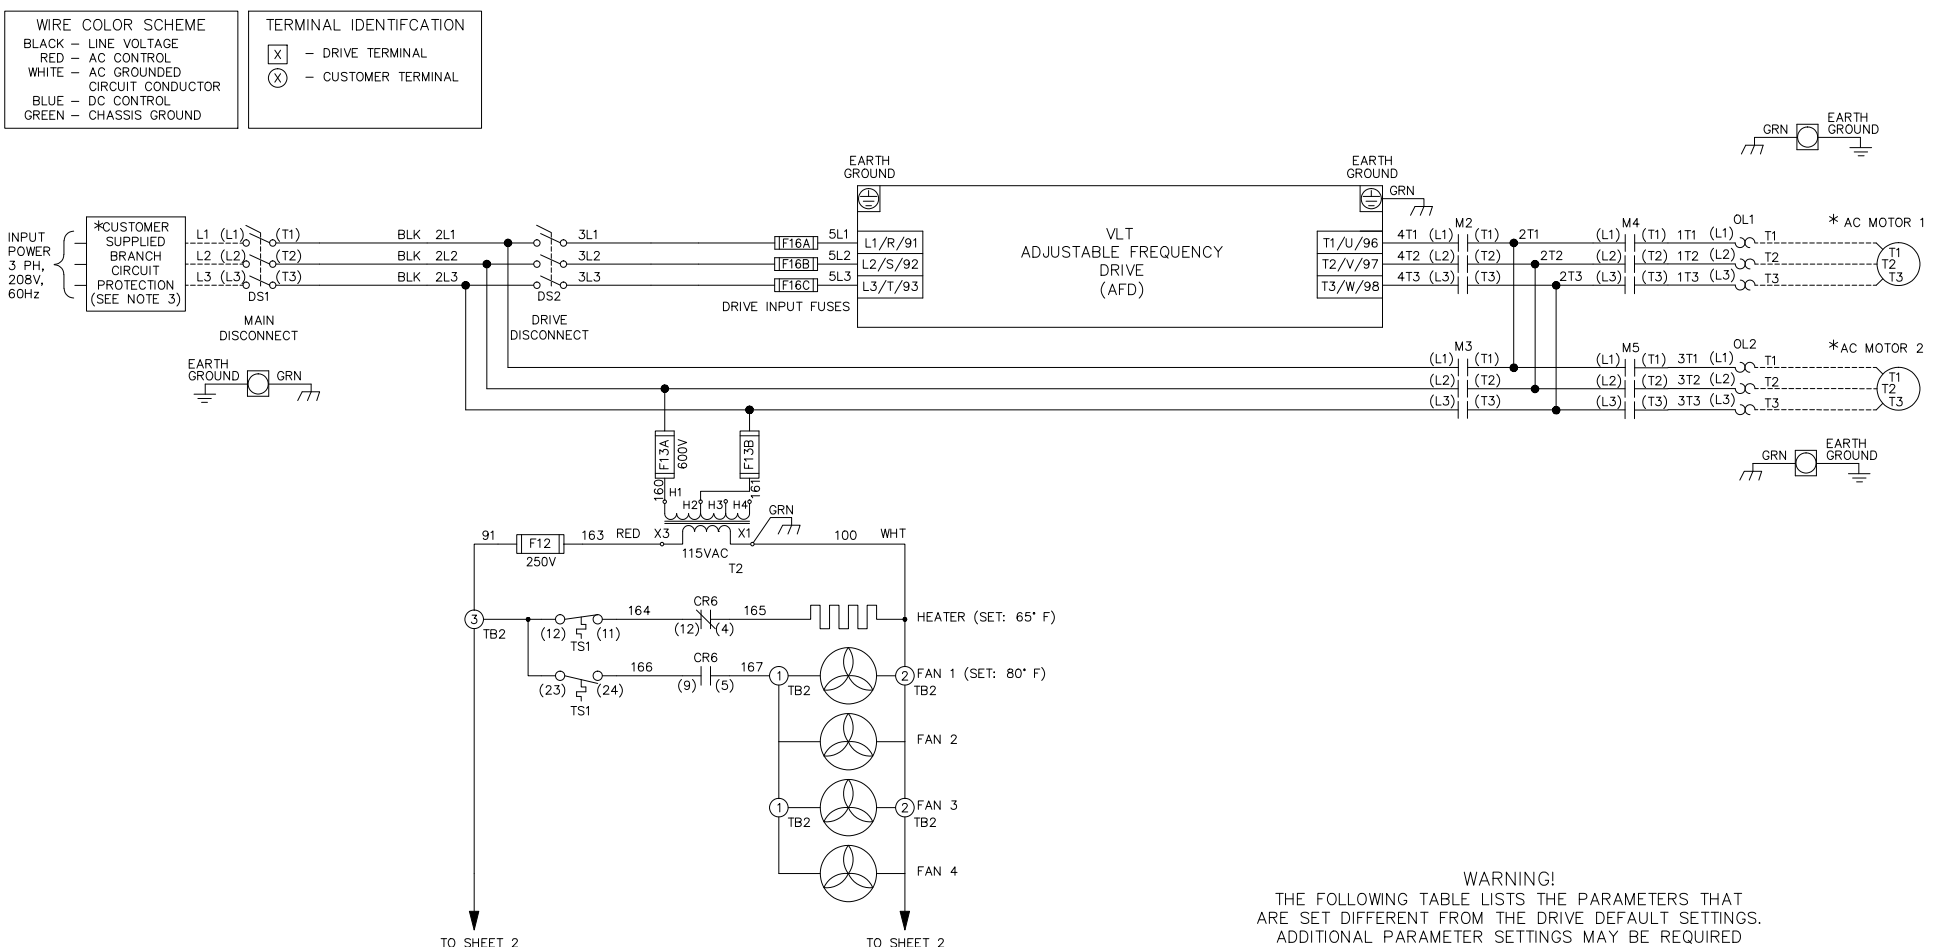 WIRE COLOR SCHEME
BLACK – LINE VOLTAGE
RED – AC CONTROL
WHITE – AC GROUNDED
CIRCUIT CONDUCTOR
BLUE – DC CONTROL
GREEN – CHASSIS GROUND
TERMINAL IDENTIFCATION
X – DRIVE TERMINAL
X – CUSTOMER TERMINAL
INPUT
POWER
3 PH,
208V,
60Hz
*CUSTOMER
SUPPLIED
BRANCH
CIRCUIT
PROTECTION
(SEE NOTE 3)
L1 (L1) (T1) BLK 2L1 3L1 F16A 5L1 L1/R/91
L2 (L2) (T2) BLK 2L2 3L2 F16B 5L2 L2/S/92
L3 (L3) (T3) BLK 2L3 3L3 F16C 5L3 L3/T/93
DS1
MAIN
DISCONNECT
DS2
DRIVE
DISCONNECT
DRIVE INPUT FUSES
EARTH
GROUND
GRN
EARTH
GROUND
VLT
ADJUSTABLE FREQUENCY
DRIVE
(AFD)
EARTH
GROUND
GRN
M2 M4 OL1
T1/U/96 4T1 (L1) (T1) 2T1 (L1) (T1) 1T1 (L1) T1
T2/V/97 4T2 (L2) (T2) 2T2 (L2) (T2) 1T2 (L2) T2
T3/W/98 4T3 (L3) (T3) 2T3 (L3) (T3) 1T3 (L3) T3
* AC MOTOR 1
T1
T2
T3
GRN
EARTH
GROUND
M3 M5 OL2
(L1) (T1) (L1) (T1) 3T1 (L1) T1
(L2) (T2) (L2) (T2) 3T2 (L2) T2
(L3) (T3) (L3) (T3) 3T3 (L3) T3
*AC MOTOR 2
T1
T2
T3
GRN
EARTH
GROUND
F13A
600V
F13B
160
161
H1 H2 H3 H4
GRN
91 F12 163 RED X3 X1 100 WHT
250V
115VAC
T2
3
TB2
(12) (11)
TS1
164
CR6
(12) (4)
165
HEATER (SET: 65° F)
(23) (24)
TS1
166
CR6
(9) (5)
167
1
TB2
2
TB2
FAN 1 (SET: 80° F)
FAN 2
1
TB2
2
TB2
FAN 3
FAN 4
TO SHEET 2
TO SHEET 2
WARNING!
THE FOLLOWING TABLE LISTS THE PARAMETERS THAT
ARE SET DIFFERENT FROM THE DRIVE DEFAULT SETTINGS.
ADDITIONAL PARAMETER SETTINGS MAY BE REQUIRED